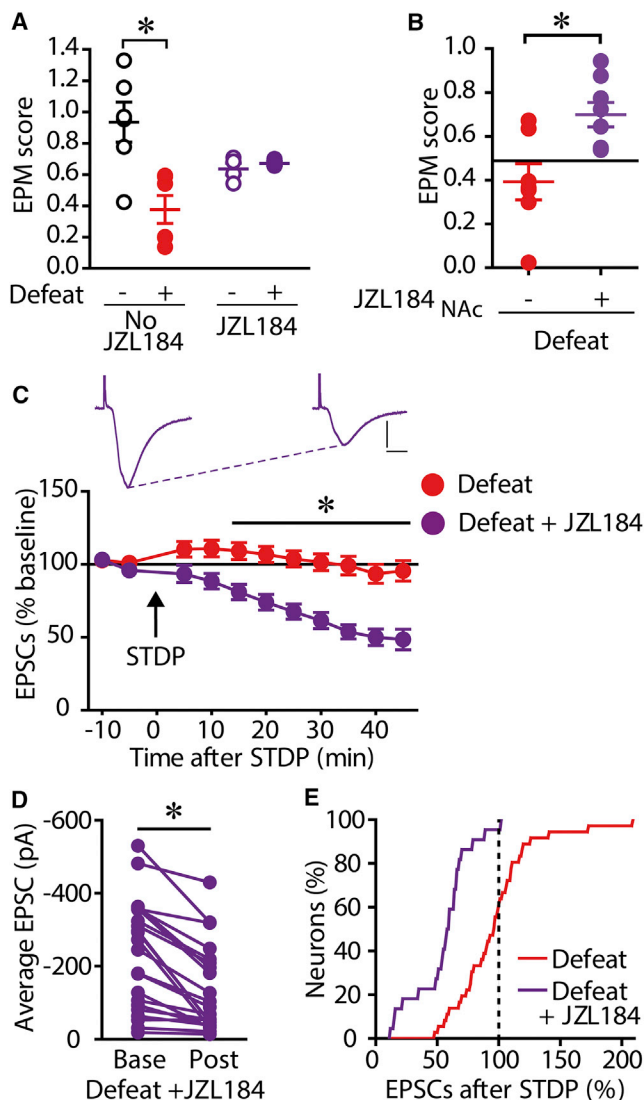 A
*
1.4
1.2
1.0
0.8
0.6
0.4
0.2
0.0
EPM score
Defeat - + - +
No JZL184
JZL184
B
*
1.0
0.8
0.6
0.4
0.2
0.0
EPM score
JZL184 NAc - +
Defeat
C
150
100
50
0
EPSCs (% baseline)
*
STDP
Defeat
Defeat + JZL184
-10 0 10 20 30 40
Time after STDP (min)
D
*
-600
-400
-200
0
Average EPSC (pA)
Base Post
Defeat +JZL184
E
100
80
60
40
20
0
Neurons (%)
Defeat
Defeat
+ JZL184
0 50 100 150 200
EPSCs after STDP (%)